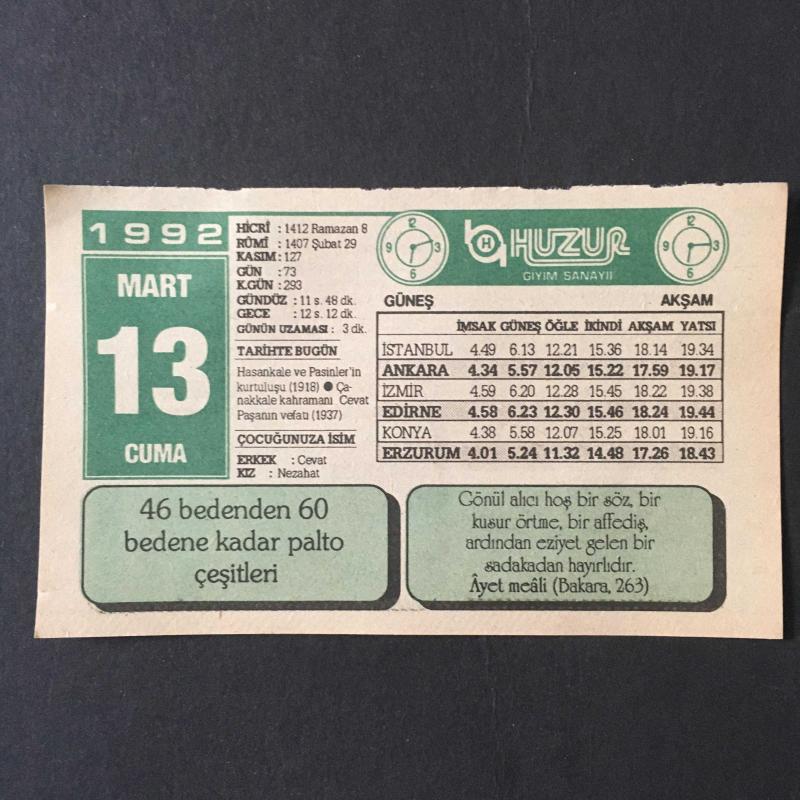 1992
MART
13
CUMA
HİCRİ : 1412 Ramazan 8
RÛMİ : 1407 Şubat 29
KASIM : 127
GÜN : 73
K.GÜN : 293
GÜNDÜZ : 11 s. 48 dk.
GECE : 12 s. 12 dk.
GÜNÜN UZAMASI : 3 dk.
TARİHTE BUGÜN
Hasankale ve Pasinler'in
kurtuluşu (1918) ● Ça-
nakkale kahramanı Cevat
Paşanın vefatı (1937)
ÇOCUĞUNUZA İSİM
ERKEK : Cevat
KIZ : Nezahat
12
9 3
6
H HUZUR
GİYİM SANAYİİ
12
9 3
6
GÜNEŞ AKŞAM
İMSAK GÜNEŞ ÖĞLE İKİNDİ AKŞAM YATSI
İSTANBUL 4.49 6.13 12.21 15.36 18.14 19.34
ANKARA 4.34 5.57 12.05 15.22 17.59 19.17
İZMİR 4.59 6.20 12.28 15.45 18.22 19.38
EDİRNE 4.58 6.23 12.30 15.46 18.24 19.44
KONYA 4.38 5.58 12.07 15.25 18.01 19.16
ERZURUM 4.01 5.24 11.32 14.48 17.26 18.43
46 bedenden 60
bedene kadar palto
çeşitleri
Gönül alıcı hoş bir söz, bir
kusur örtme, bir affediş,
ardından eziyet gelen bir
sadakadan hayırlıdır.
Âyet meâli (Bakara, 263)